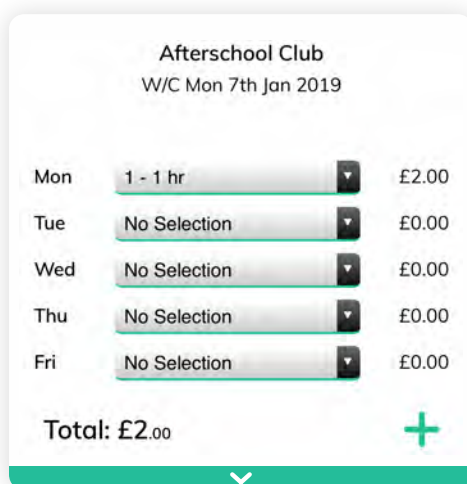 Afterschool Club
W/C Mon 7th Jan 2019
Mon 1 - 1 hr £2.00
Tue No Selection £0.00
Wed No Selection £0.00
Thu No Selection £0.00
Fri No Selection £0.00
Total: £2.00